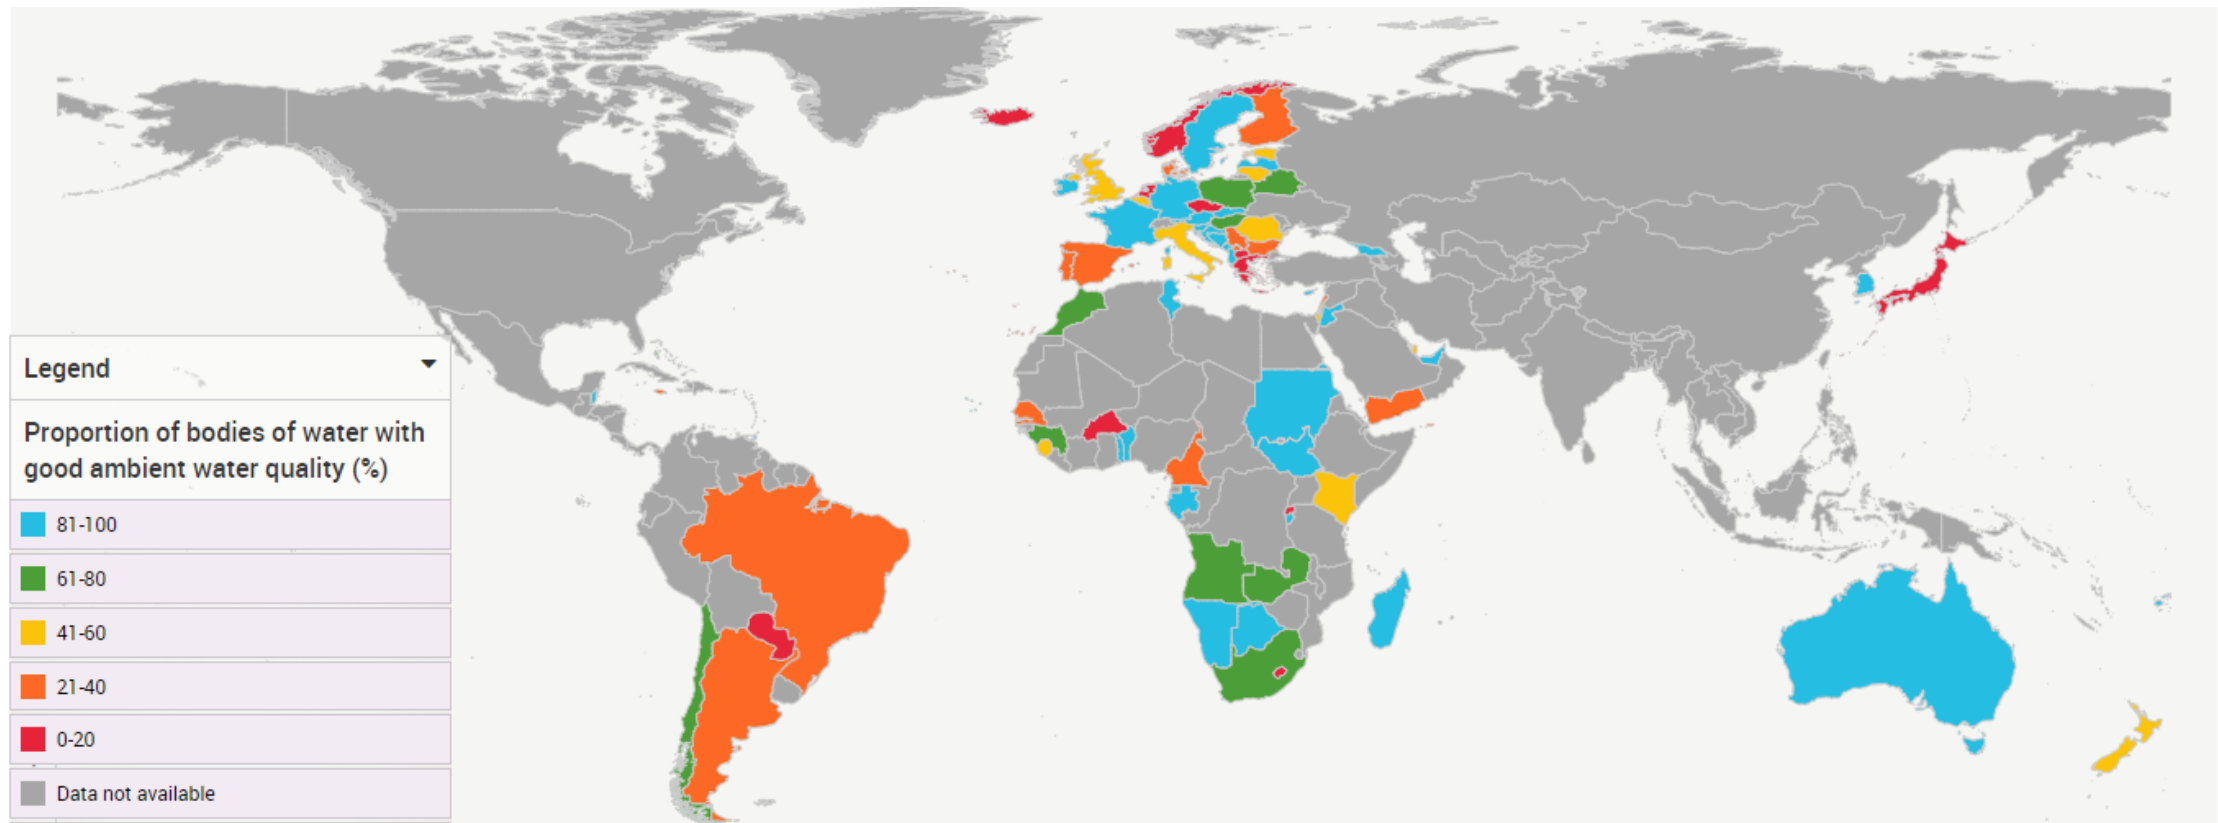 Legend
Proportion of bodies of water with
good ambient water quality (%)
81-100
61-80
41-60
21-40
0-20
Data not available